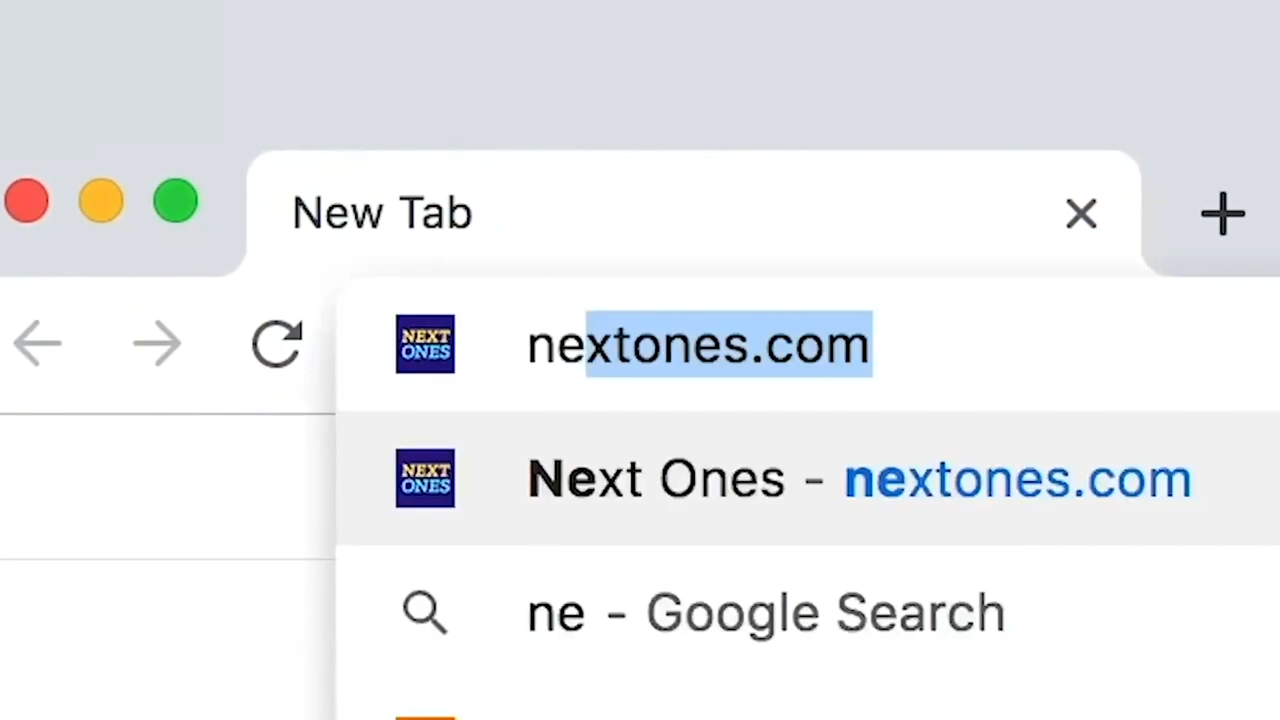 New Tab
NEXT
ONES
nextones.com
NEXT
ONES
Next Ones - nextones.com
ne - Google Search